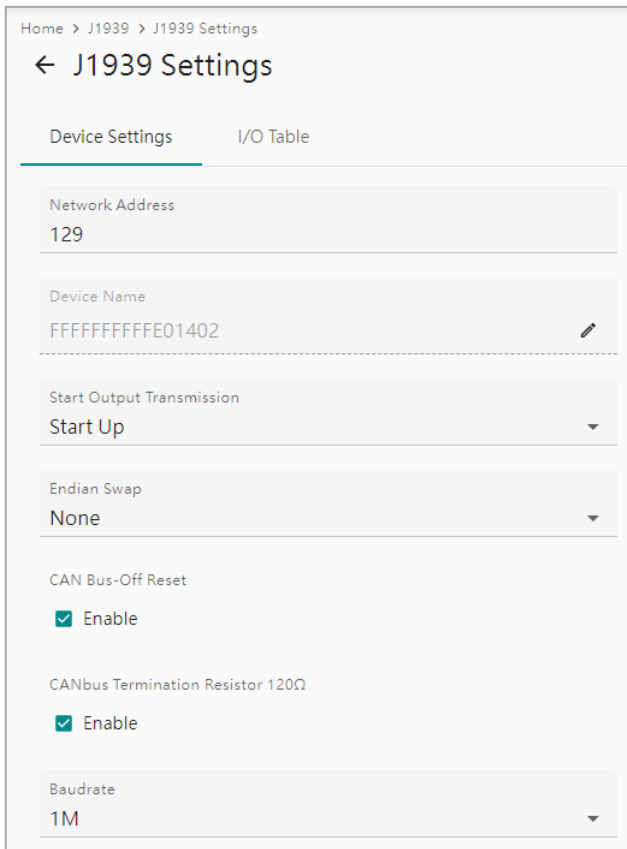 Home > J1939 > J1939 Settings
← J1939 Settings
Device Settings I/O Table
Network Address
129
Device Name
FFFFFFFFFFE01402
Start Output Transmission
Start Up
Endian Swap
None
CAN Bus-Off Reset
Enable
CANbus Termination Resistor 120Ω
Enable
Baudrate
1M